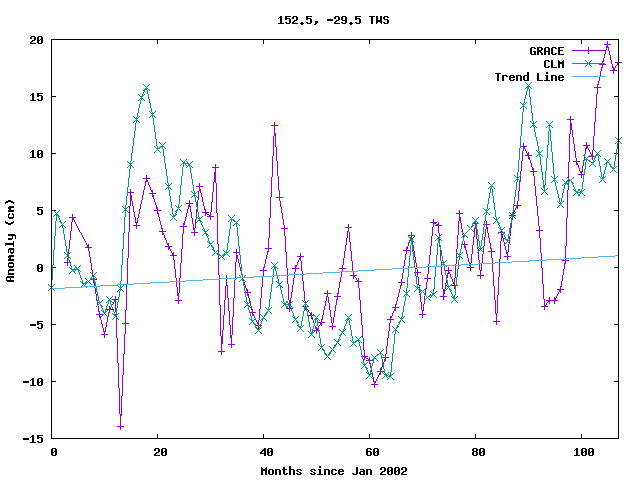 152.5, -29.5 TWS
GRACE
CLM
Trend Line
20
15
10
5
0
-5
-10
-15
Anomaly (cm)
0 20 40 60 80 100
Months since Jan 2002